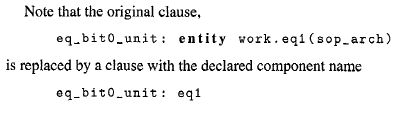 Note that the original clause,
eq_bit0_unit: entity work.eq1(sop_arch)
is replaced by a clause with the declared component name
eq_bit0_unit: eq1